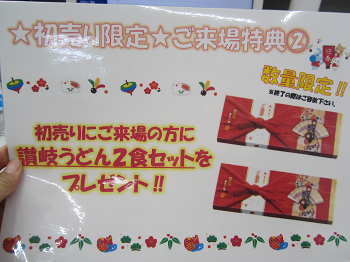 ★初売り限定★ご来場特典②
数量限定!!
※終了の際はご容赦下さい。
初売りにご来場の方に
讃岐うどん2食セットを
プレゼント!!